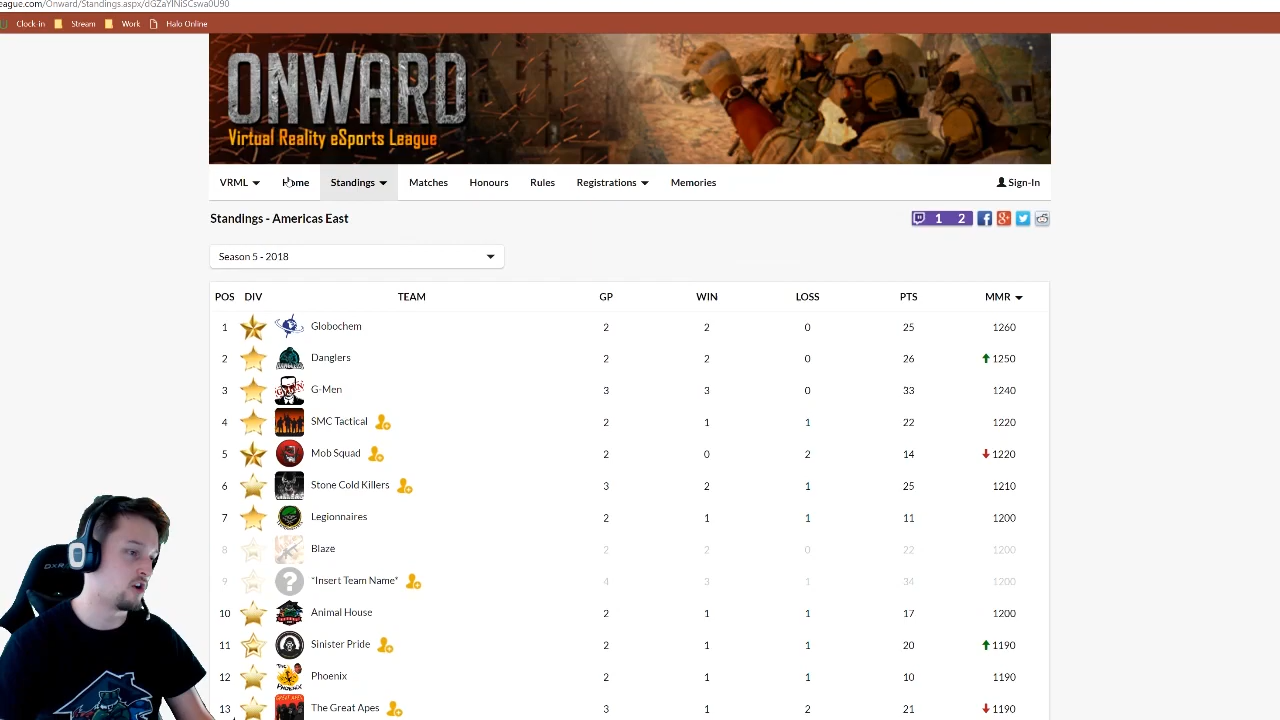 eague.com/Onward/Standings.aspx/
Clock in Stream Work Halo Online
ONWARD
Virtual Reality eSports League
VRML Home Standings Matches Honours Rules Registrations Memories Sign-In
Standings - Americas East 1 2
Season 5 - 2018
POS DIV TEAM GP WIN LOSS PTS MMR
1 Globochem 2 2 0 25 1260
2 Danglers 2 2 0 26 1250
3 G-Men 3 3 0 33 1240
4 SMC Tactical 2 1 1 22 1220
5 Mob Squad 2 0 2 14 1220
6 Stone Cold Killers 3 2 1 25 1210
7 Legionnaires 2 1 1 11 1200
8 Blaze 2 2 0 22 1200
9 ? *Insert Team Name* 4 3 1 34 1200
10 Animal House 2 1 1 17 1200
11 Sinister Pride 2 1 1 20 1190
12 Phoenix 2 1 1 10 1190
13 The Great Apes 3 1 2 21 1190